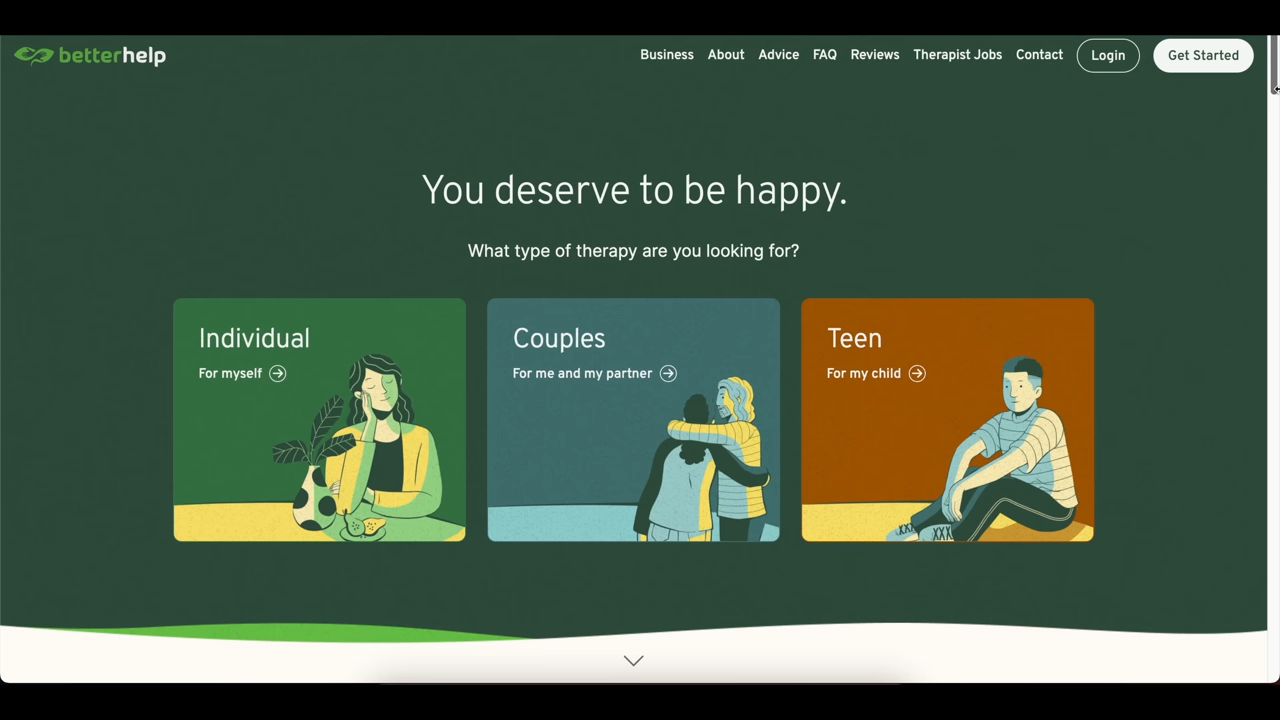 betterhelp
Business About Advice FAQ Reviews Therapist Jobs Contact Login Get Started
You deserve to be happy.
What type of therapy are you looking for?
Individual
For myself
Couples
For me and my partner
Teen
For my child